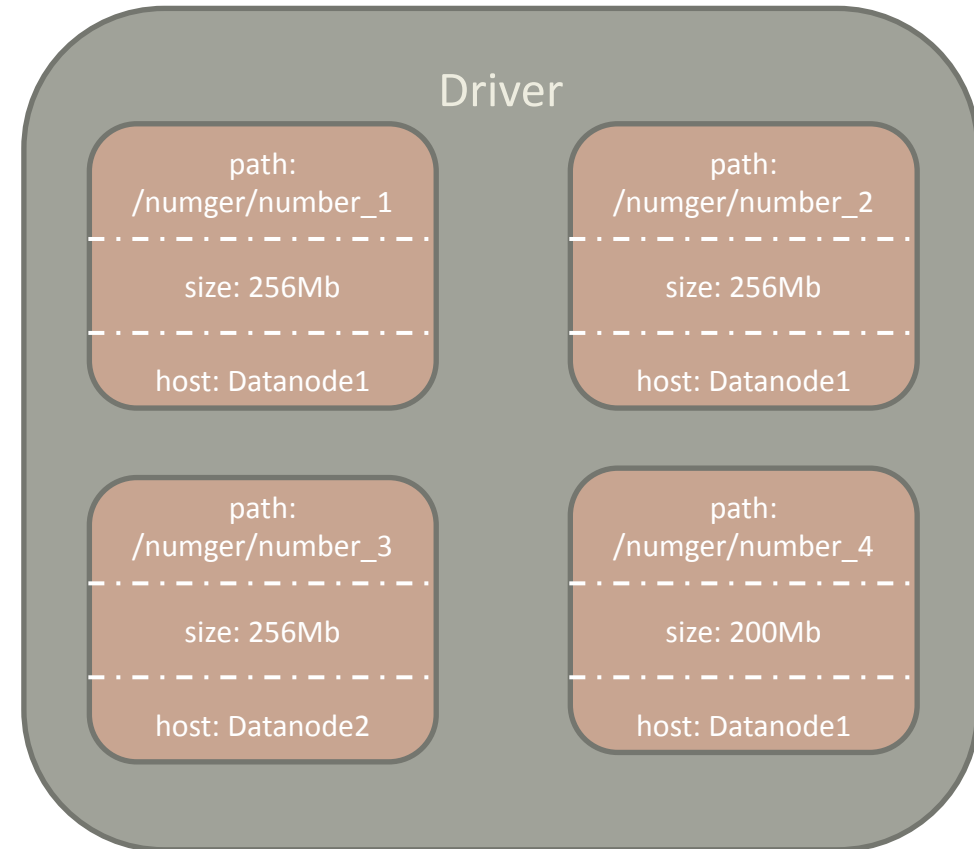 Driver
path:
/numger/number_1
size: 256Mb
host: Datanode1
path:
/numger/number_2
size: 256Mb
host: Datanode1
path:
/numger/number_3
size: 256Mb
host: Datanode2
path:
/numger/number_4
size: 200Mb
host: Datanode1